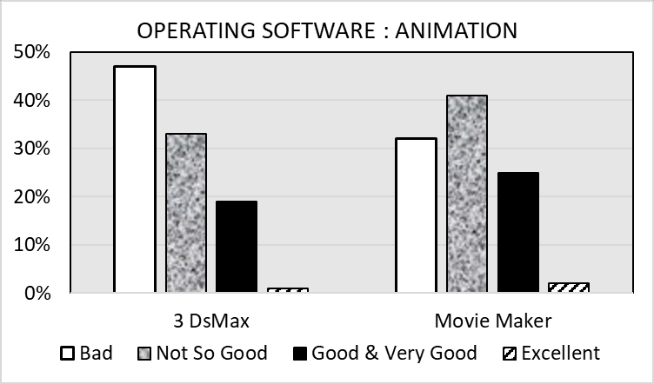 OPERATING SOFTWARE : ANIMATION
50%
40%
30%
20%
10%
0%
3 DsMax Movie Maker
Bad Not So Good Good & Very Good Excellent